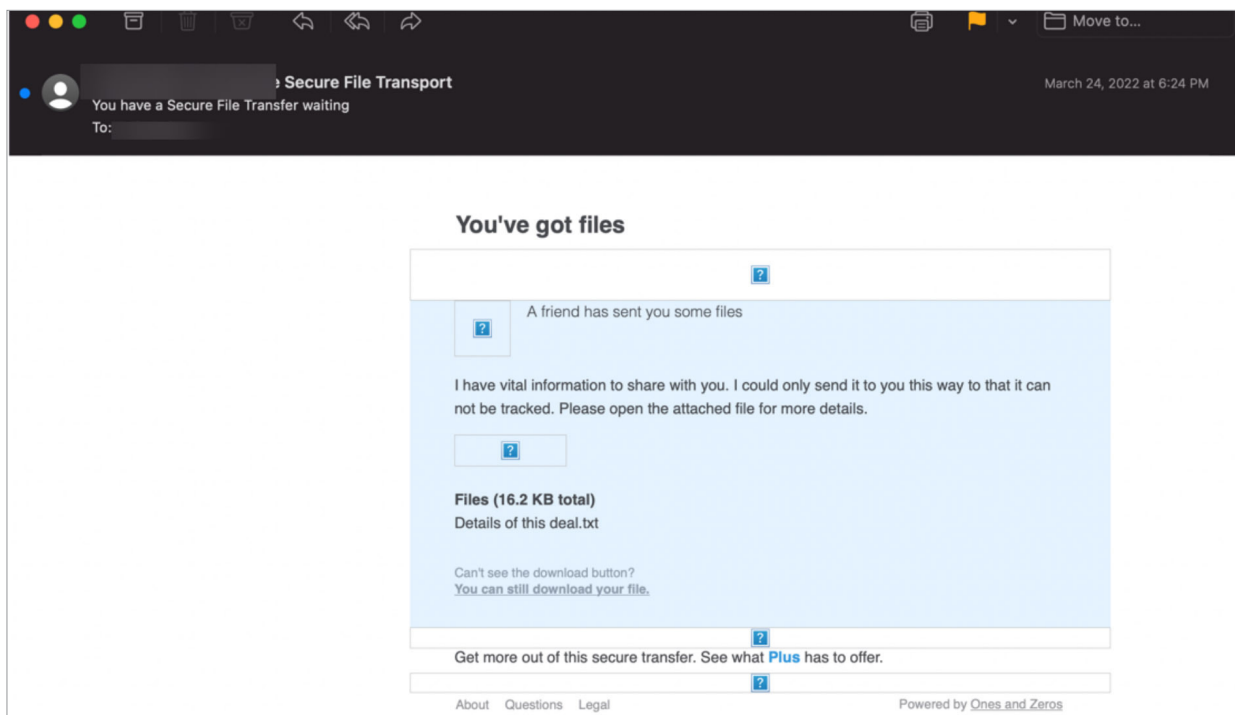 Move to...
Secure File Transport
March 24, 2022 at 6:24 PM
You have a Secure File Transfer waiting
To:
You've got files
A friend has sent you some files
I have vital information to share with you. I could only send it to you this way to that it can
not be tracked. Please open the attached file for more details.
Files (16.2 KB total)
Details of this deal.txt
Can't see the download button?
You can still download your file.
Get more out of this secure transfer. See what Plus has to offer.
About Questions Legal
Powered by Ones and Zeros